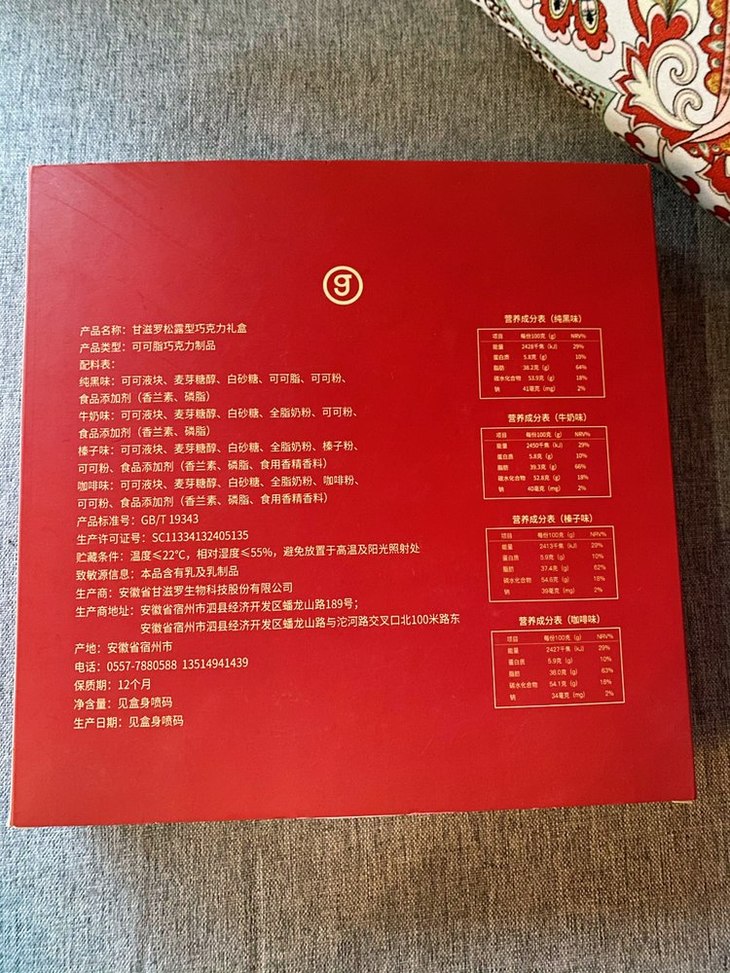 g
产品名称：甘滋罗松露型巧克力礼盒
产品类型：可可脂巧克力制品
配料表：
纯黑味：可可液块、麦芽糖醇、白砂糖、可可脂、可可粉、
食品添加剂（香兰素、磷脂）
牛奶味：可可液块、麦芽糖醇、白砂糖、全脂奶粉、可可粉、
食品添加剂（香兰素、磷脂）
榛子味：可可液块、麦芽糖醇、白砂糖、全脂奶粉、榛子粉、
可可粉、食品添加剂（香兰素、磷脂、食用香精香料）
咖啡味：可可液块、麦芽糖醇、白砂糖、全脂奶粉、咖啡粉、
可可粉、食品添加剂（香兰素、磷脂、食用香精香料）
产品标准号：GB/T 19343
生产许可证号：SC11334132405135
贮藏条件：温度≤22℃，相对湿度≤55%，避免放置于高温及阳光照射处
致敏源信息：本品含有乳及乳制品
生产商：安徽省甘滋罗生物科技股份有限公司
生产商地址：安徽省宿州市泗县经济开发区蟠龙山路189号；
安徽省宿州市泗县经济开发区蟠龙山路与沱河路交叉口北100米路东
产地：安徽省宿州市
电话：0557-7880588 13514941439
保质期：12个月
净含量：见盒身喷码
生产日期：见盒身喷码
营养成分表（纯黑味）
项目 每份100克（g） NRV%
能量 2428千焦（kJ） 29%
蛋白质 5.8克（g） 10%
脂肪 38.2克（g） 64%
碳水化合物 53.9克（g） 18%
钠 41毫克（mg） 2%
营养成分表（牛奶味）
项目 每份100克（g） NRV%
能量 2450千焦（kJ） 29%
蛋白质 5.8克（g） 10%
脂肪 39.3克（g） 66%
碳水化合物 52.8克（g） 18%
钠 40毫克（mg） 2%
营养成分表（榛子味）
项目 每份100克（g） NRV%
能量 2413千焦（kJ） 29%
蛋白质 5.9克（g） 10%
脂肪 37.4克（g） 62%
碳水化合物 54.6克（g） 18%
钠 39毫克（mg） 2%
营养成分表（咖啡味）
项目 每份100克（g） NRV%
能量 2427千焦（kJ） 29%
蛋白质 5.9克（g） 10%
脂肪 38.0克（g） 63%
碳水化合物 54.1克（g） 18%
钠 34毫克（mg） 2%